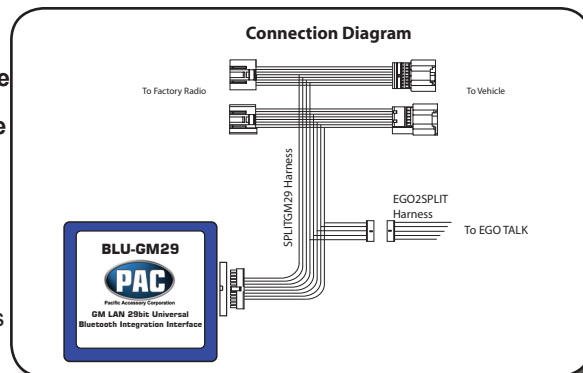 Connection Diagram
To Factory Radio
To Vehicle
SPLITGM29 Harness
EGO2SPLIT
Harness
To EGO TALK
BLU-GM29
PAC
Pacific Accessory Corporation
GM LAN 29bit Universal
Bluetooth Integration Interface